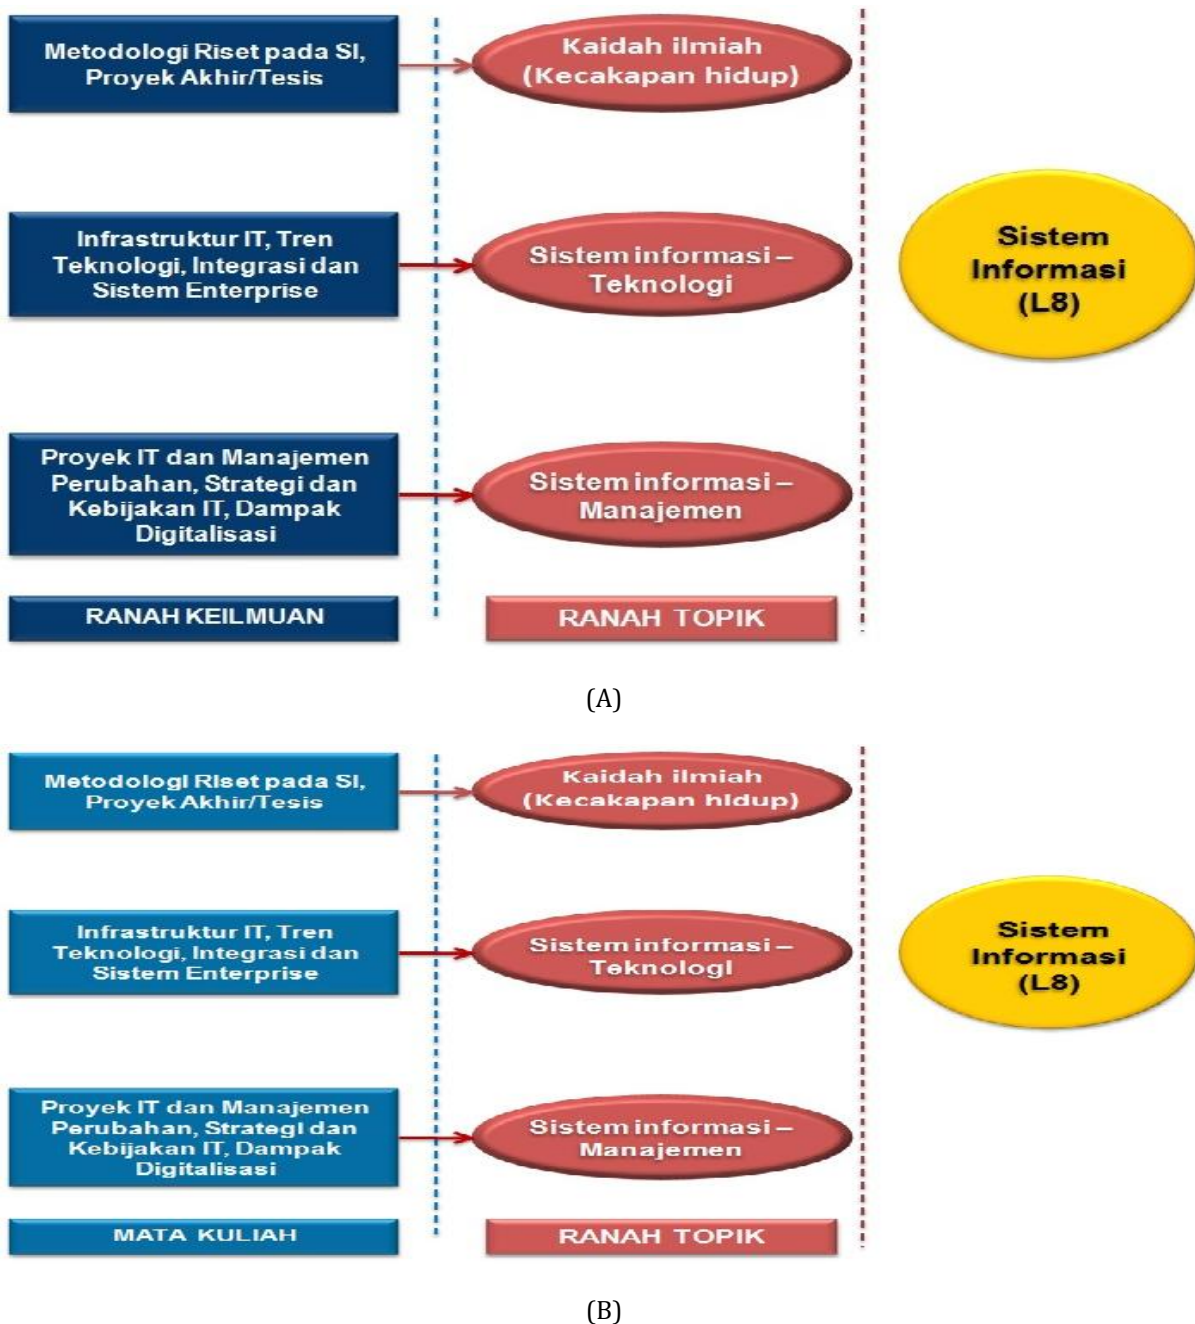 Metodologi Riset pada SI,
Proyek Akhir/Tesis
Kaidah ilmiah
(Kecakapan hidup)
Infrastruktur IT, Tren
Teknologi, Integrasi dan
Sistem Enterprise
Sistem informasi –
Teknologi
Sistem
Informasi
(L8)
Proyek IT dan Manajemen
Perubahan, Strategi dan
Kebijakan IT, Dampak
Digitalisasi
Sistem informasi –
Manajemen
RANAH KEILMUAN
RANAH TOPIK
(A)
Metodologi Riset pada SI,
Proyek Akhir/Tesis
Kaidah ilmiah
(Kecakapan hidup)
Infrastruktur IT, Tren
Teknologi, Integrasi dan
Sistem Enterprise
Sistem informasi –
Teknologi
Sistem
Informasi
(L8)
Proyek IT dan Manajemen
Perubahan, Strategi dan
Kebijakan IT, Dampak
Digitalisasi
Sistem informasi –
Manajemen
MATA KULIAH
RANAH TOPIK
(B)